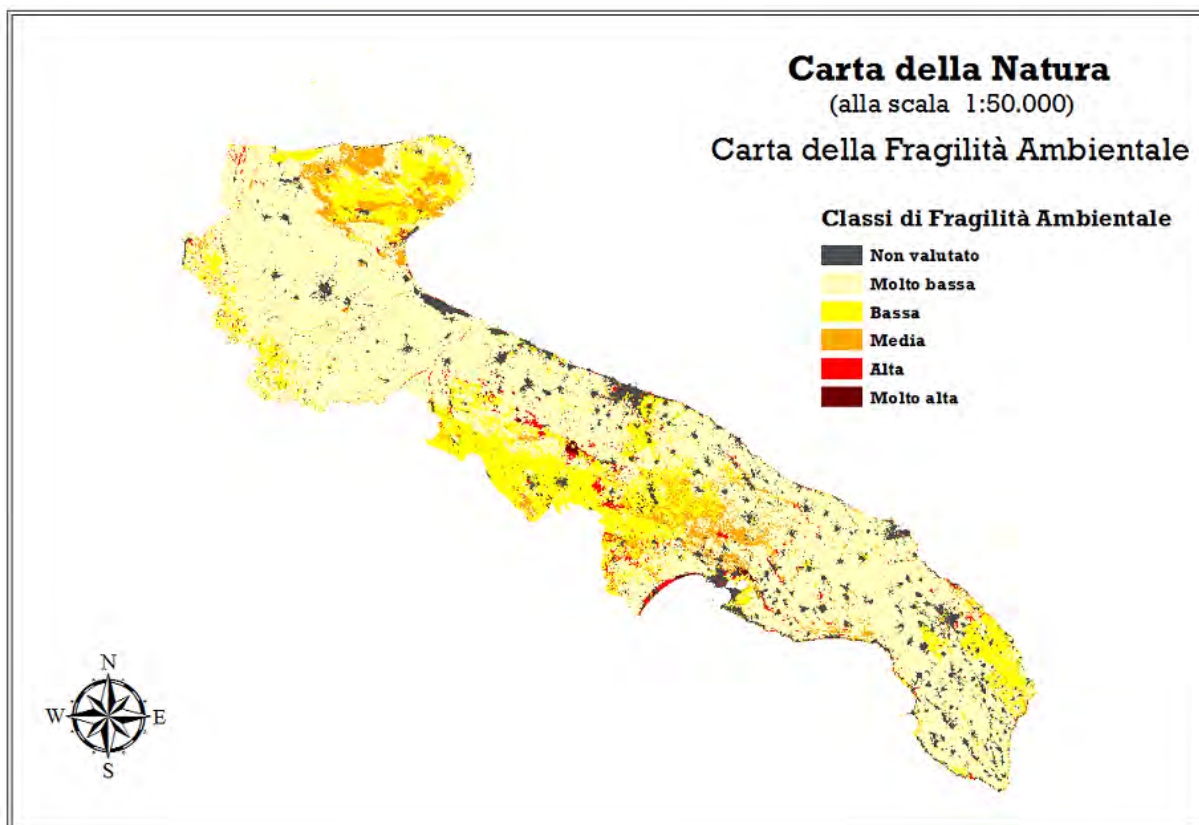 Carta della Natura
(alla scala 1:50.000)
Carta della Fragilità Ambientale
Classi di Fragilità Ambientale
Non valutato
Molto bassa
Bassa
Media
Alta
Molto alta
N
W E
S